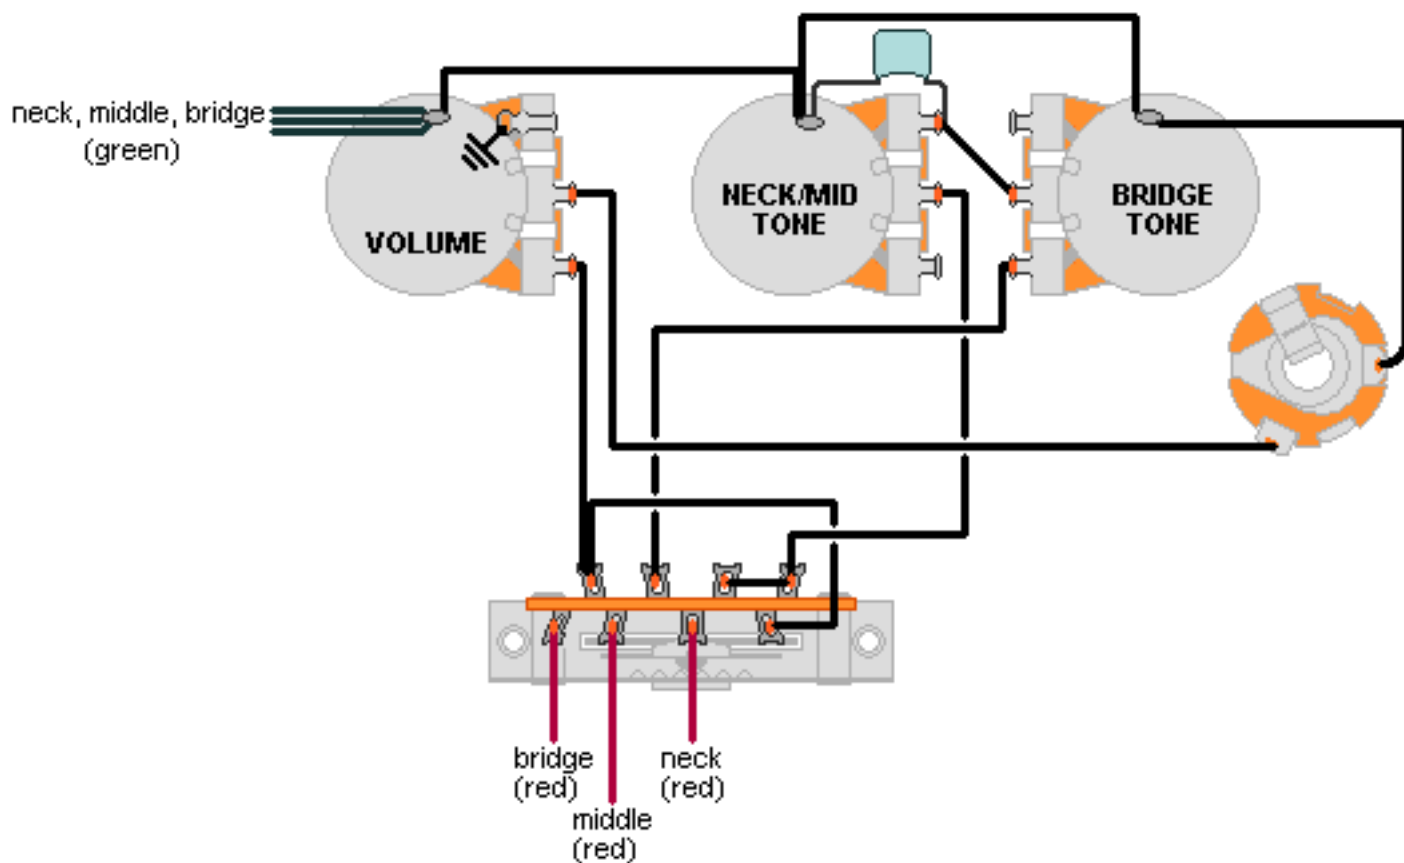 neck, middle, bridge
(green)
VOLUME
NECK/MID
TONE
BRIDGE
TONE
bridge
(red)
middle
(red)
neck
(red)